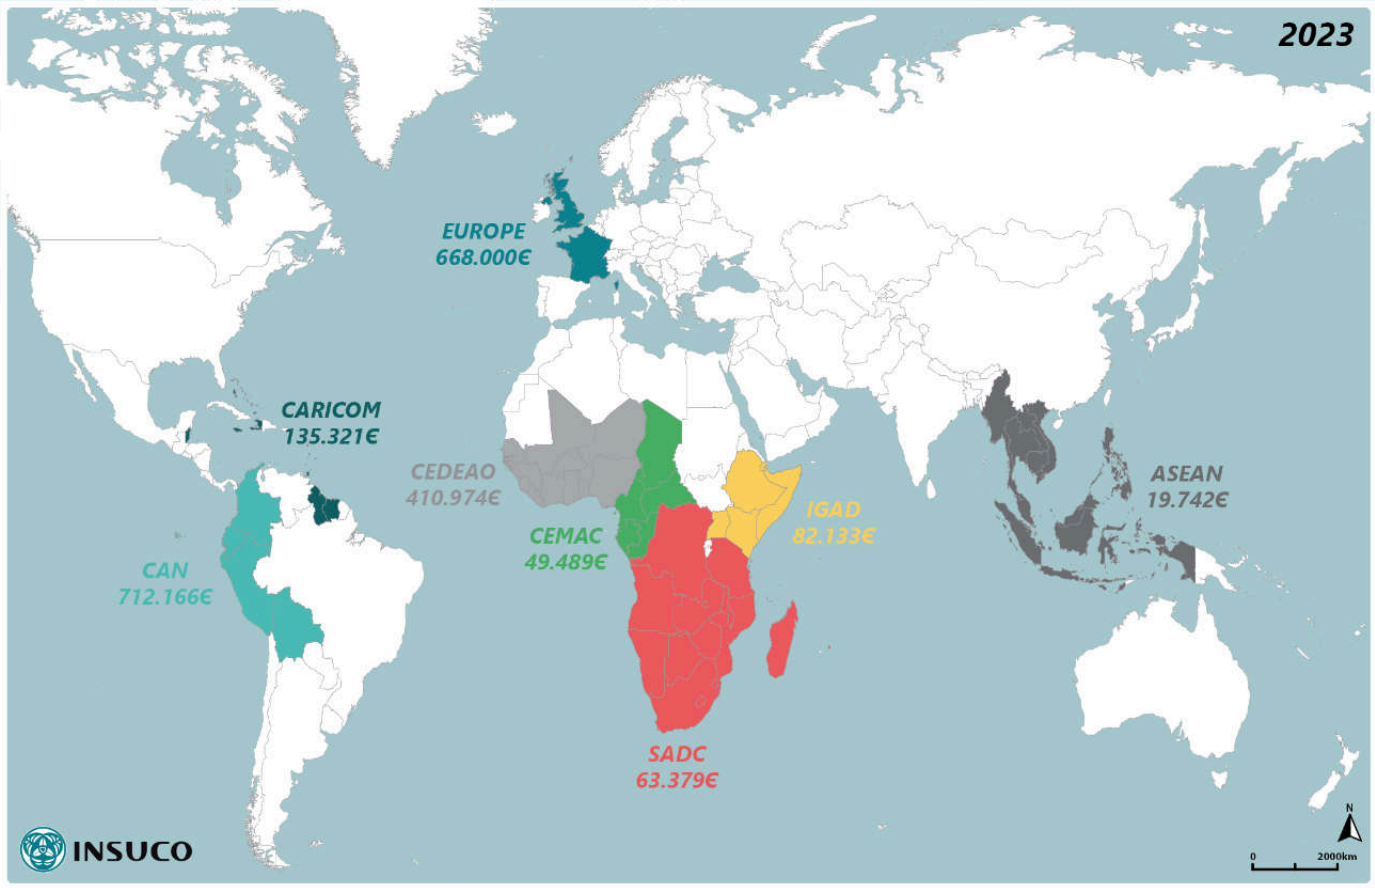 2023
EUROPE
668.000€
CARICOM
135.321€
CEDEAO
410.974€
ASEAN
19.742€
IGAD
82.133€
CEMAC
49.489€
CAN
712.166€
SADC
63.379€
N
0 2000km
INSUCO